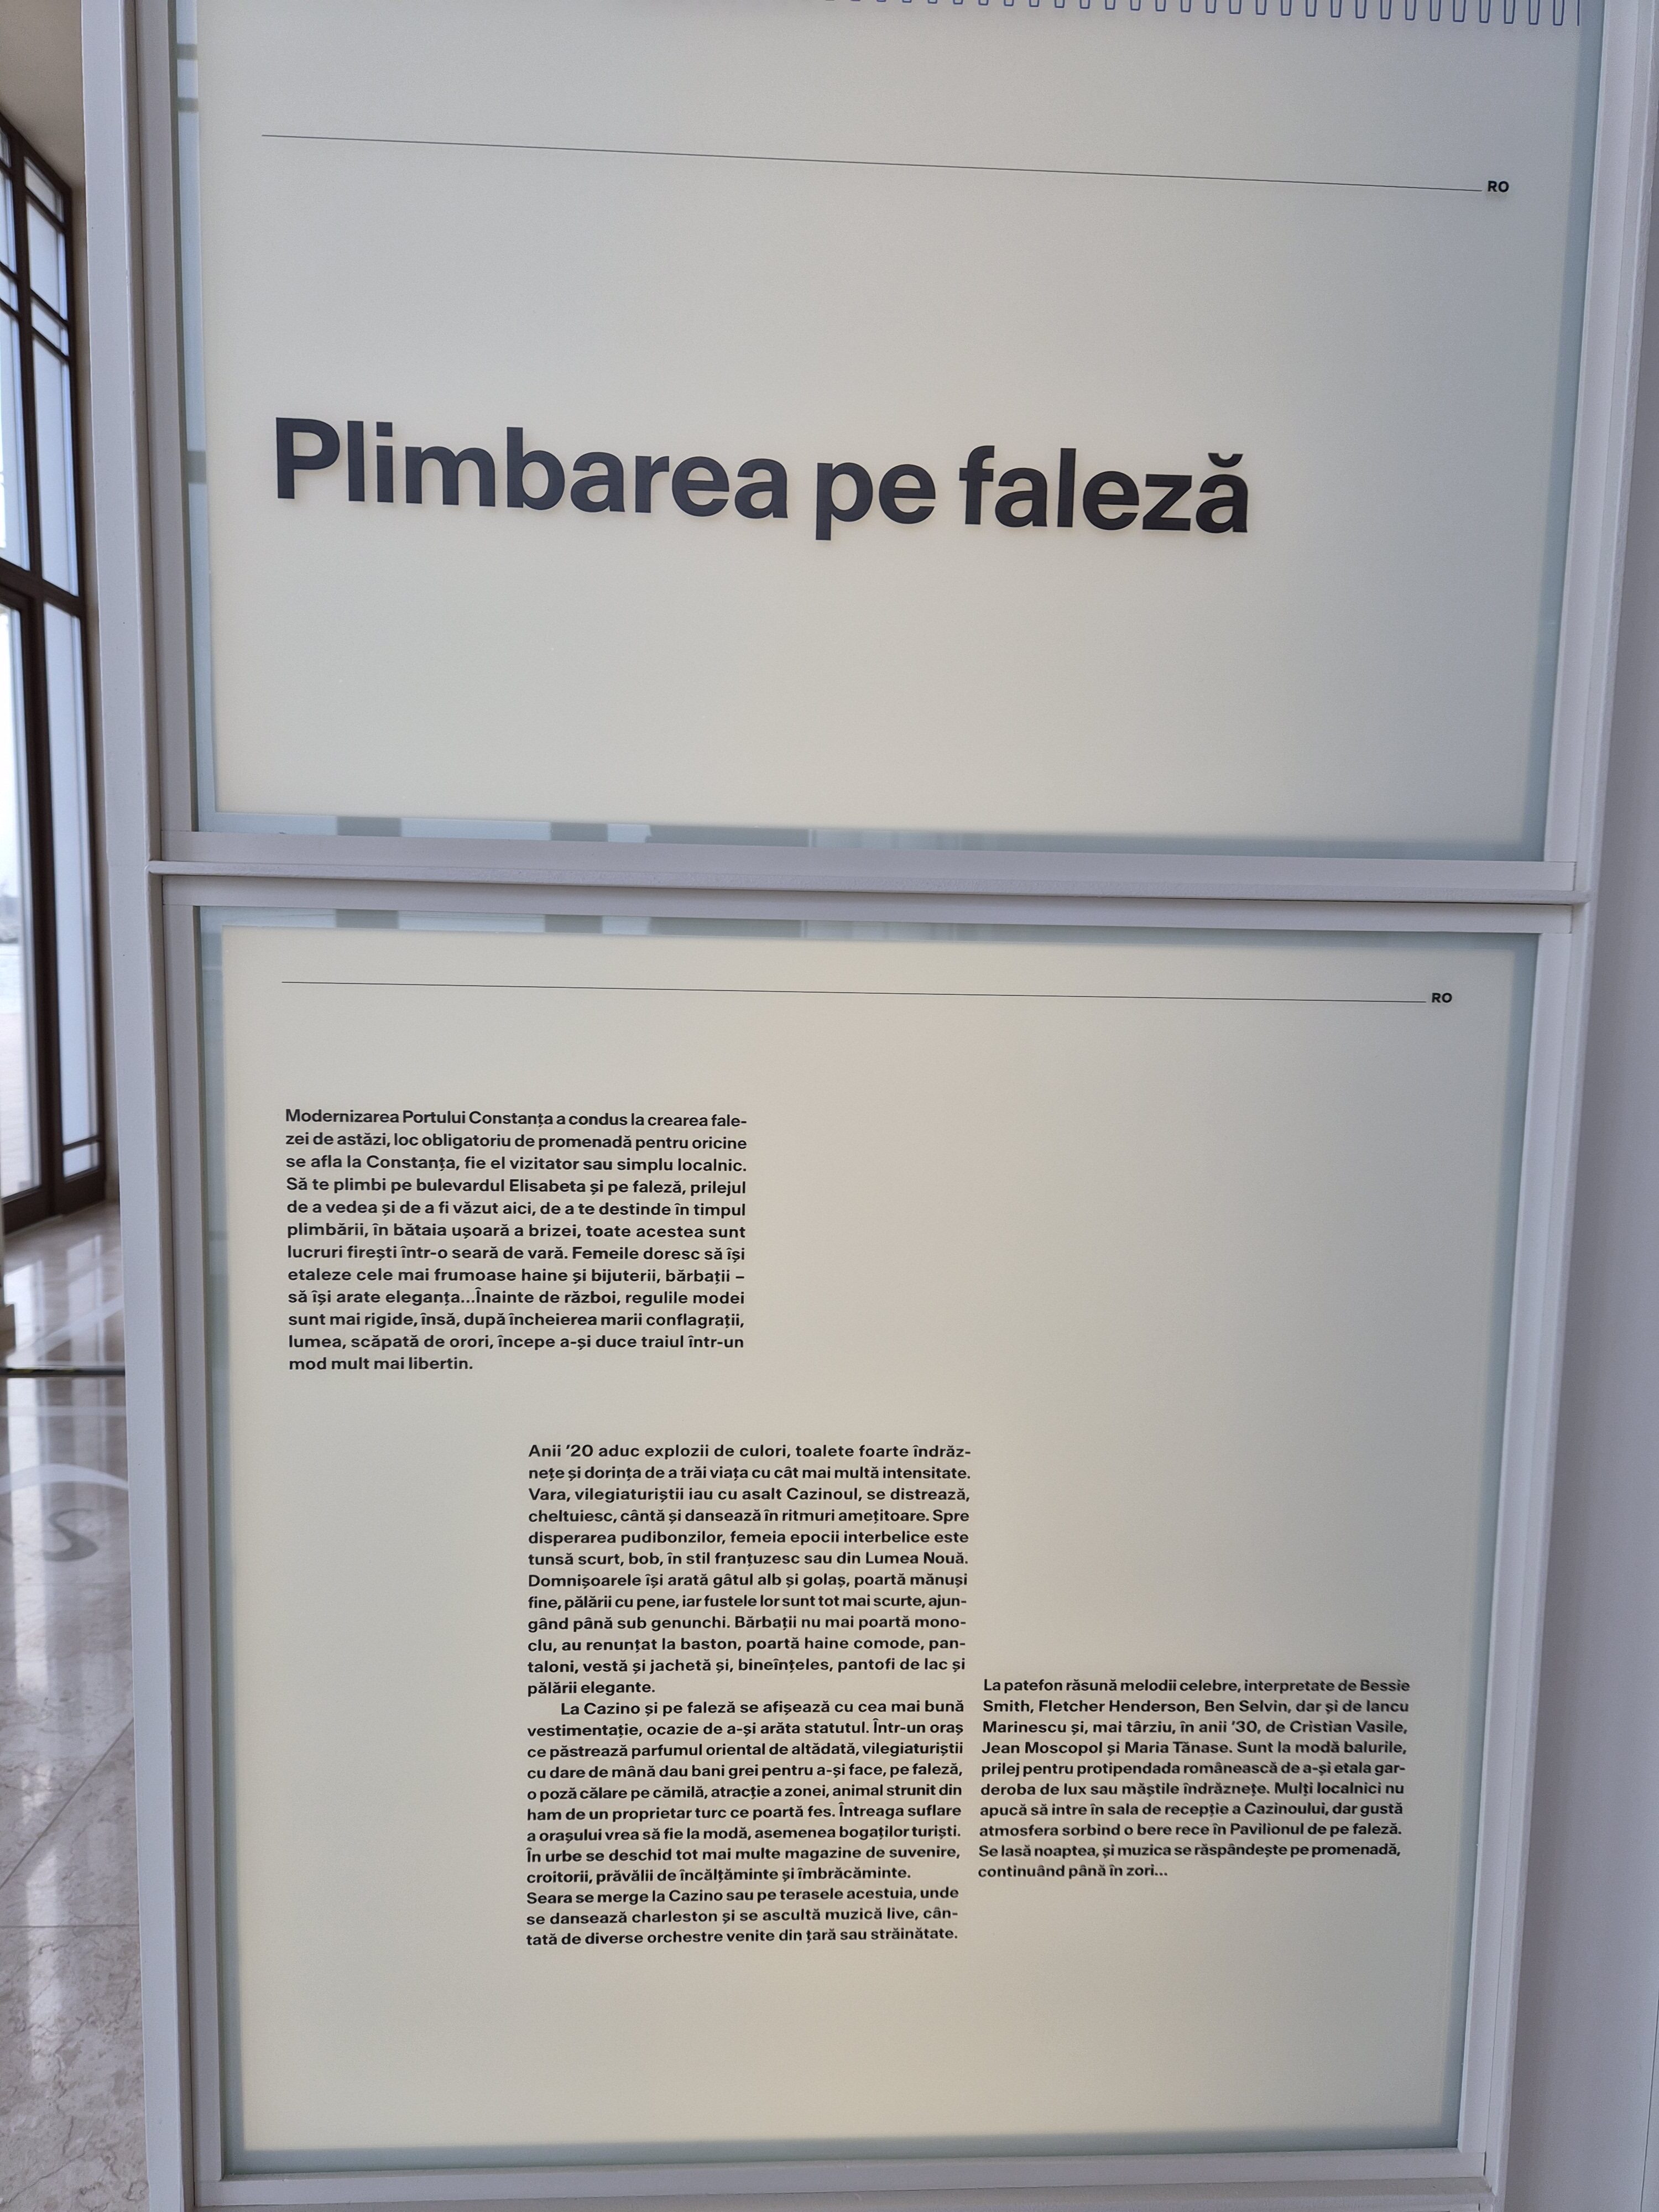 RO
Plimbarea pe faleză
RO
Modernizarea Portului Constanța a condus la crearea fale-
zei de astăzi, loc obligatoriu de promenadă pentru oricine
se afla la Constanța, fie el vizitator sau simplu localnic.
Să te plimbi pe bulevardul Elisabeta și pe faleză, prilejul
de a vedea și de a fi văzut aici, de a te destinde în timpul
plimbării, în bătaia ușoară a brizei, toate acestea sunt
lucruri firești într-o seară de vară. Femeile doresc să își
etaleze cele mai frumoase haine și bijuterii, bărbații –
să își arate eleganța...Înainte de război, regulile modei
sunt mai rigide, însă, după încheierea marii conflagrații,
lumea, scăpată de orori, începe a-și duce traiul într-un
mod mult mai libertin.
Anii '20 aduc explozii de culori, toalete foarte îndrăz-
nețe și dorința de a trăi viața cu cât mai multă intensitate.
Vara, vilegiaturiștii iau cu asalt Cazinoul, se distrează,
cheltuiesc, cântă și dansează în ritmuri amețitoare. Spre
disperarea pudibonzilor, femeia epocii interbelice este
tunsă scurt, bob, în stil franțuzesc sau din Lumea Nouă.
Domnișoarele își arată gâtul alb și golaș, poartă mănuși
fine, pălării cu pene, iar fustele lor sunt tot mai scurte, ajun-
gând până sub genunchi. Bărbații nu mai poartă mono-
clu, au renunțat la baston, poartă haine comode, pan-
taloni, vestă și jachetă și, bineînțeles, pantofi de lac și
pălării elegante.
La Cazino și pe faleză se afișează cu cea mai bună
vestimentație, ocazie de a-și arăta statutul. Într-un oraș
ce păstrează parfumul oriental de altădată, vilegiaturiștii
cu dare de mână dau bani grei pentru a-și face, pe faleză,
o poză călare pe cămilă, atracție a zonei, animal strunit din
ham de un proprietar turc ce poartă fes. Întreaga suflare
a orașului vrea să fie la modă, asemenea bogaților turiști.
În urbe se deschid tot mai multe magazine de suvenire,
croitorii, prăvălii de încălțăminte și îmbrăcăminte.
Seara se merge la Cazino sau pe terasele acestuia, unde
se dansează charleston și se ascultă muzică live, cân-
tată de diverse orchestre venite din țară sau străinătate.
La patefon răsună melodii celebre, interpretate de Bessie
Smith, Fletcher Henderson, Ben Selvin, dar și de Iancu
Marinescu și, mai târziu, în anii '30, de Cristian Vasile,
Jean Moscopol și Maria Tănase. Sunt la modă balurile,
prilej pentru protipendada românească de a-și etala gar-
deroba de lux sau măștile îndrăznețe. Mulți localnici nu
apucă să intre în sala de recepție a Cazinoului, dar gustă
atmosfera sorbind o bere rece în Pavilionul de pe faleză.
Se lasă noaptea, și muzica se răspândește pe promenadă,
continuând până în zori...